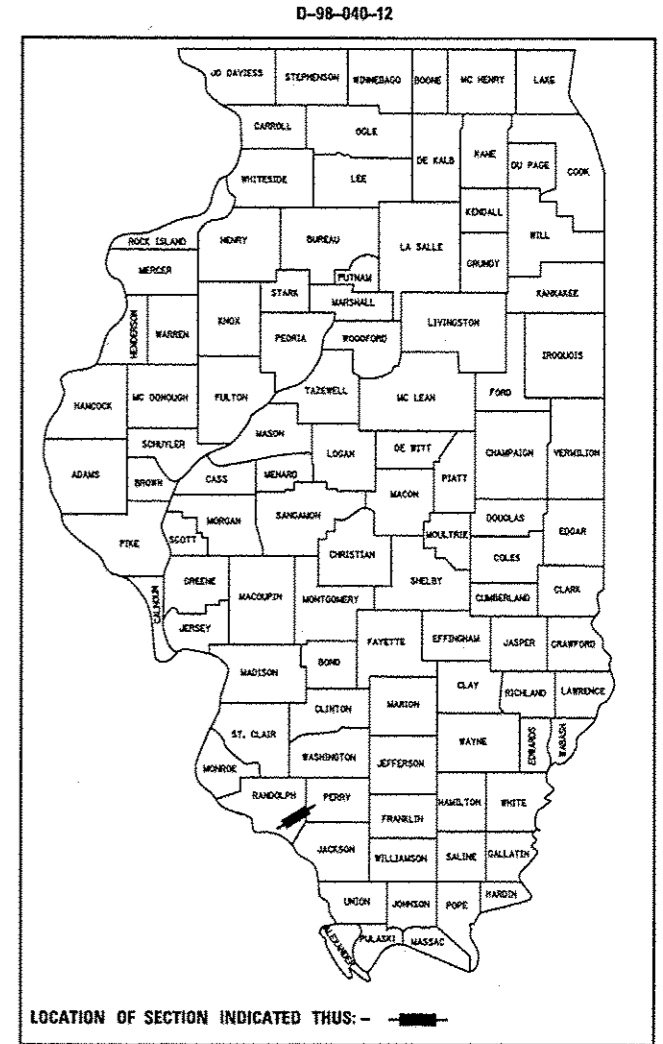 D-98-040-12
JO DAVIESS STEPHENSON WINNEBAGO BOONE MC HENRY LAKE
CARROLL OGLE DE KALB KANE DU PAGE COOK
WHITESIDE LEE
KENDALL
WILL
ROCK ISLAND HENRY BUREAU LA SALLE GRUNDY
MERCER PUTNAM
STARK MARSHALL KANKAKEE
HENDERSON WARREN KNOX PEORIA WOODFORD LIVINGSTON IROQUOIS
HANCOCK MC DONOUGH FULTON TAZEWELL MC LEAN FORD
MASON
SCHUYLER LOGAN DE WITT CHAMPAIGN VERMILION
ADAMS BROWN CASS MENARD PIATT
MACON
MORGAN SANGAMON DOUGLAS
PIKE SCOTT CHRISTIAN MOULTRIE EDGAR
COLES
GREENE SHELBY
CALHOUN MACOUPIN MONTGOMERY CUMBERLAND CLARK
JERSEY
FAYETTE EFFINGHAM JASPER CRAWFORD
MADISON BOND
CLAY RICHLAND LAWRENCE
CLINTON MARION
ST. CLAIR WAYNE EDWARDS WABASH
MONROE WASHINGTON JEFFERSON
RANDOLPH PERRY HAMILTON WHITE
FRANKLIN
JACKSON WILLIAMSON SALINE GALLATIN
UNION JOHNSON POPE HARDIN
ALEXANDER PULASKI MASSAC
LOCATION OF SECTION INDICATED THUS: -